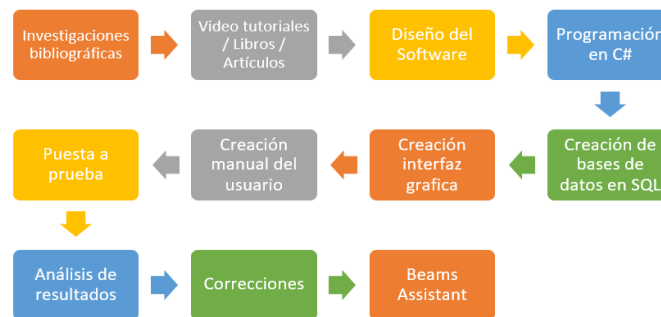 Investigaciones
bibliográficas
Video tutoriales
/ Libros /
Artículos
Diseño del
Software
Programación
en C#
Creación de
bases de
datos en SQL
Creación
interfaz
grafica
Creación
manual del
usuario
Puesta a
prueba
Análisis de
resultados
Correcciones
Beams
Assistant